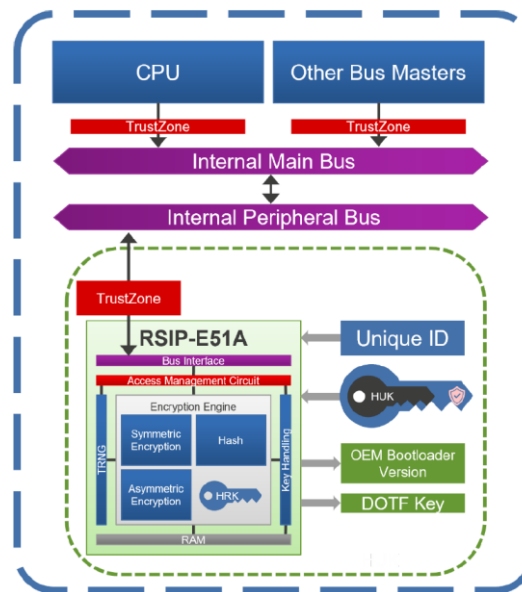 CPU
Other Bus Masters
TrustZone
TrustZone
Internal Main Bus
Internal Peripheral Bus
TrustZone
RSIP-E51A
Bus Interface
Access Management Circuit
Encryption Engine
Symmetric
Encryption
Hash
Asymmetric
Encryption
HRK
TRNG
Key Handling
RAM
Unique ID
HUK
OEM Bootloader
Version
DOTF Key